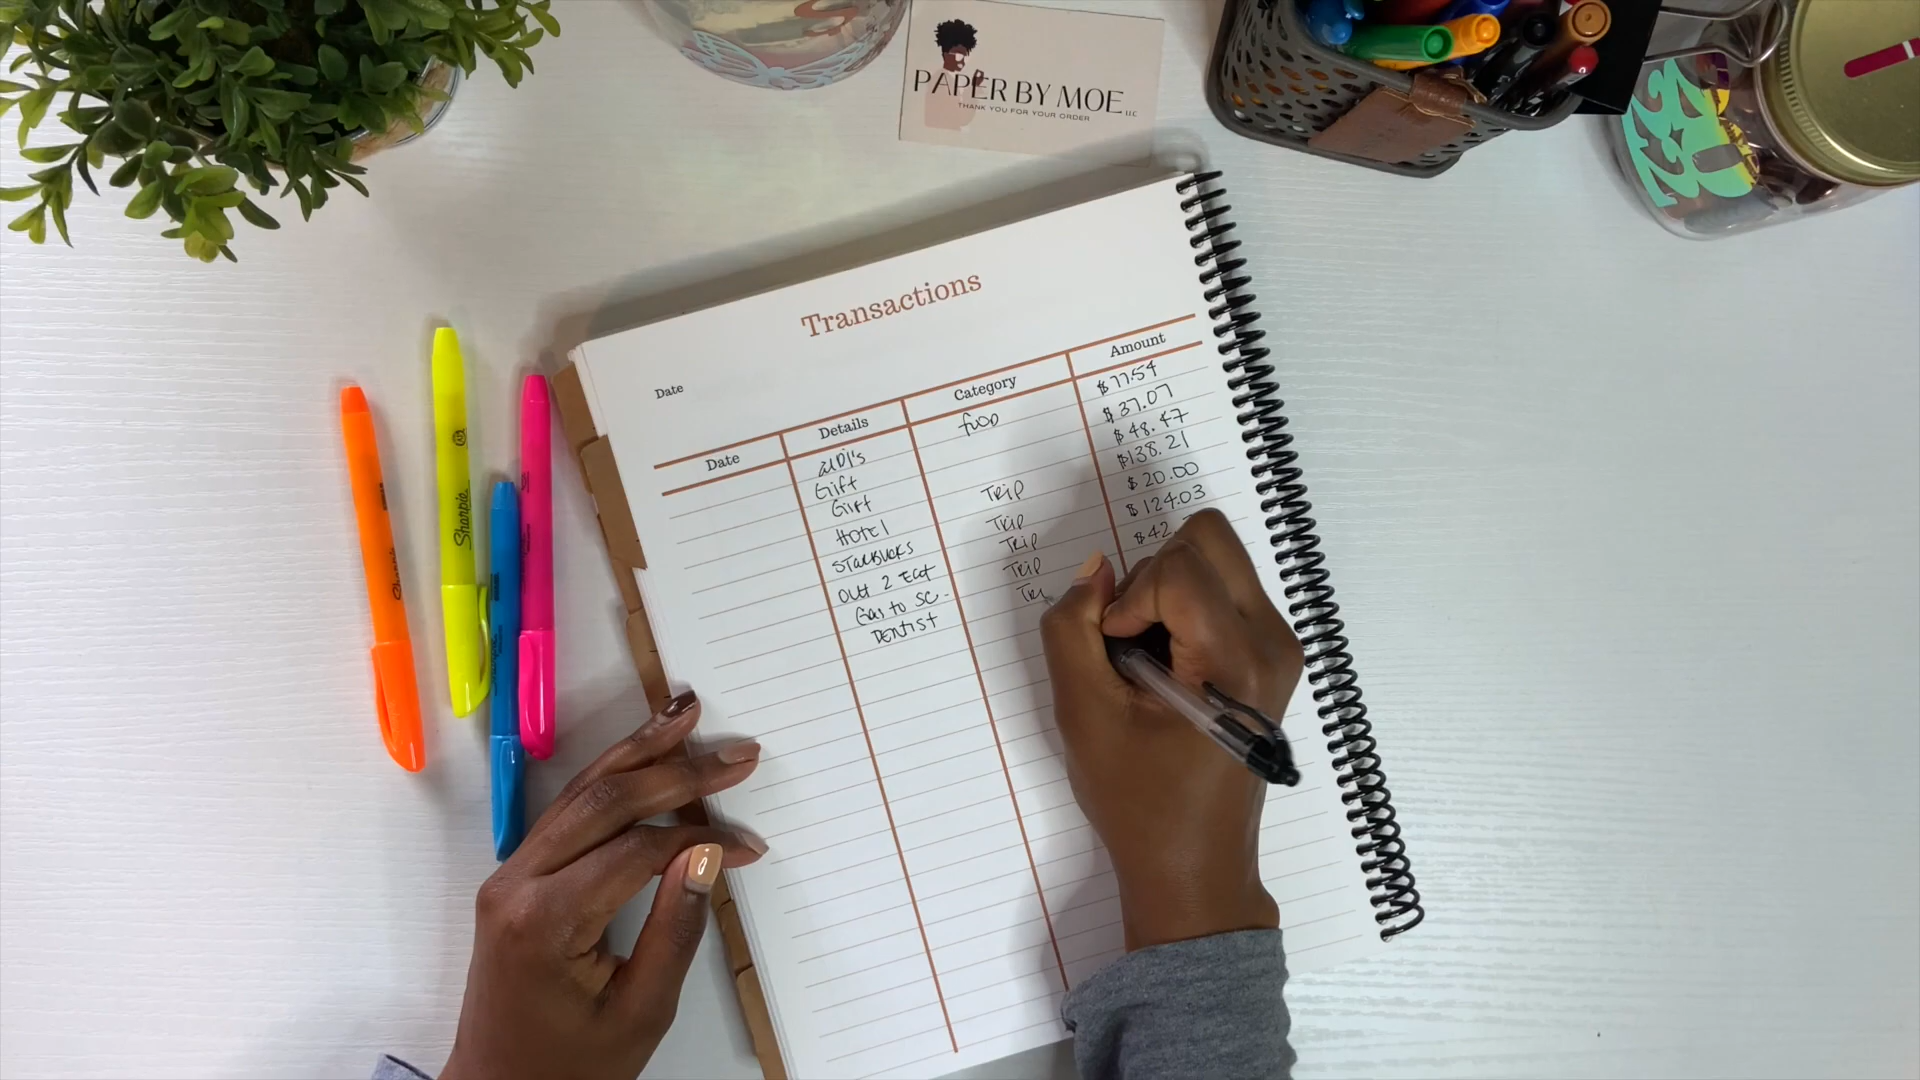 PAPER BY MOE LLC
THANK YOU FOR YOUR ORDER
Transactions
Date
Date Details Category Amount
aldi's food $77.54
Gift $37.07
Gift $48.47
Hotel Trip $138.21
Starbucks Trip $20.00
Out 2 Eat Trip $124.03
Gas to SC. Trip $42
Dentist Tri
Sharpie
Sharpie